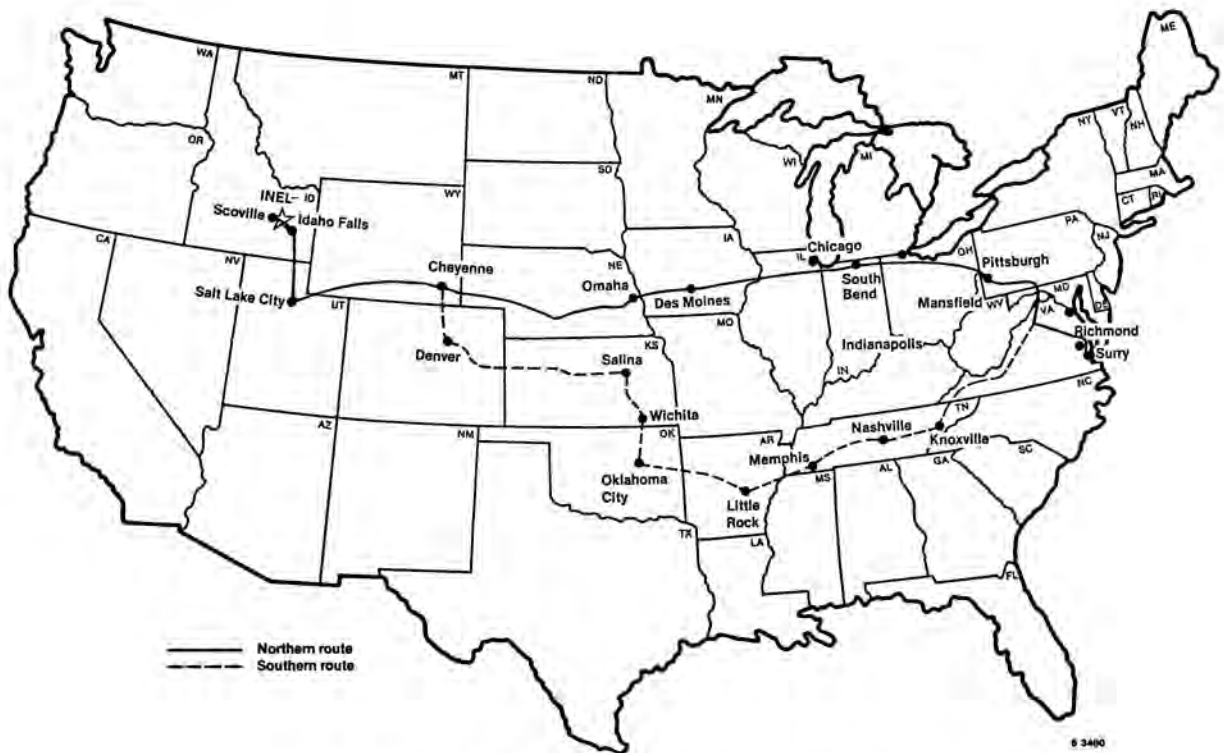 WA
MT
ND
MN
ME
OR
WI
MI
NY
VT
NH
MA
CT
RI
ID
WY
SO
INEL–
Scoville
Idaho Falls
CA
NV
NE
IA
IL
Chicago
OH
PA
NJ
Cheyenne
Omaha
Salt Lake City
UT
Des Moines
South
Bend
Pittsburgh
Mansfield
WV
MD
DE
VA
MO
KS
Denver
Salina
Indianapolis
IN
Richmond
Surry
Wichita
NC
TN
AZ
NM
OK
AR
Nashville
Knoxville
Memphis
MS
AL
GA
SC
Oklahoma
City
Little
Rock
TX
LA
FL
Northern route
Southern route
5 3460